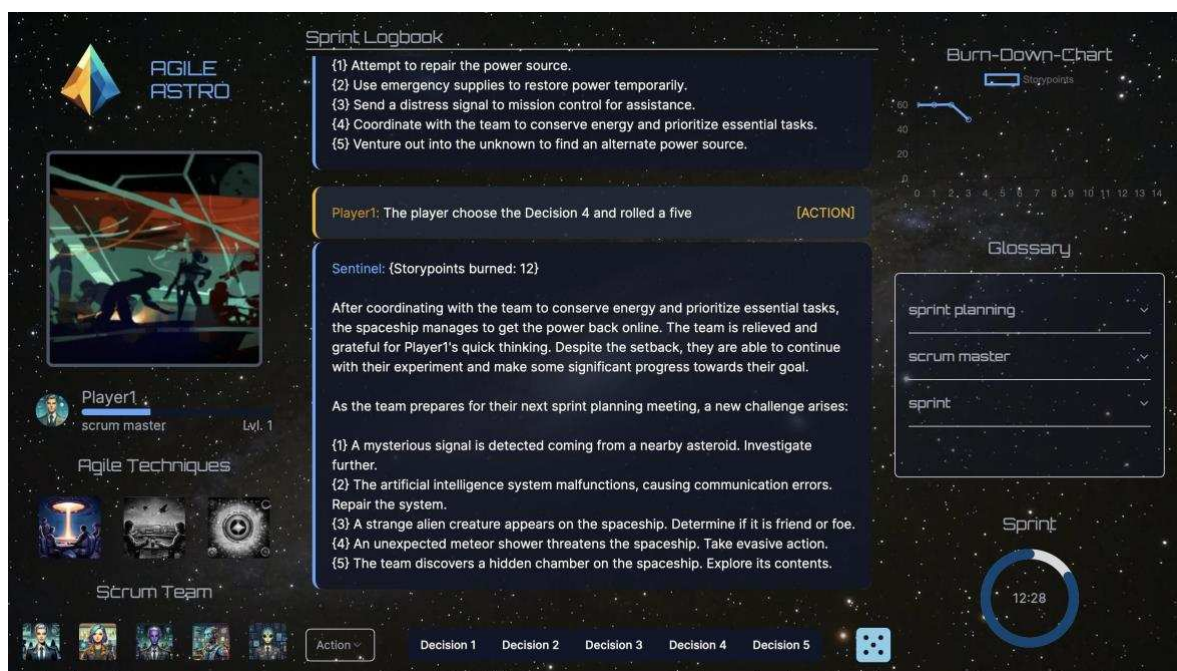 AGILE
ASTRO
Player1
scrum master
Lvl. 1
Agile Techniques
Scrum Team
Sprint Logbook
{1} Attempt to repair the power source.
{2} Use emergency supplies to restore power temporarily.
{3} Send a distress signal to mission control for assistance.
{4} Coordinate with the team to conserve energy and prioritize essential tasks.
{5} Venture out into the unknown to find an alternate power source.
Player1: The player choose the Decision 4 and rolled a five [ACTION]
Sentinel: {Storypoints burned: 12}
After coordinating with the team to conserve energy and prioritize essential tasks,
the spaceship manages to get the power back online. The team is relieved and
grateful for Player1's quick thinking. Despite the setback, they are able to continue
with their experiment and make some significant progress towards their goal.
As the team prepares for their next sprint planning meeting, a new challenge arises:
{1} A mysterious signal is detected coming from a nearby asteroid. Investigate
further.
{2} The artificial intelligence system malfunctions, causing communication errors.
Repair the system.
{3} A strange alien creature appears on the spaceship. Determine if it is friend or foe.
{4} An unexpected meteor shower threatens the spaceship. Take evasive action.
{5} The team discovers a hidden chamber on the spaceship. Explore its contents.
Action
Decision 1 Decision 2 Decision 3 Decision 4 Decision 5
Burn-Down-Chart
Storypoints
60
40
20
0
0 1 2 3 4 5 6 7 8 9 10 11 12 13 14
Glossary
sprint planning
scrum master
sprint
Sprint
12:28